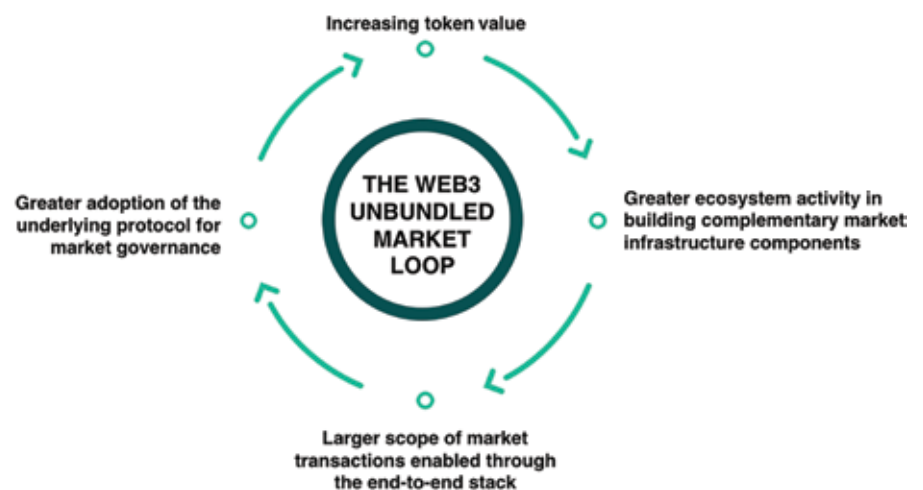 Increasing token value
THE WEB3
UNBUNDLED
MARKET
LOOP
Greater adoption of the
underlying protocol for
market governance
Greater ecosystem activity in
building complementary market
infrastructure components
Larger scope of market
transactions enabled through
the end-to-end stack